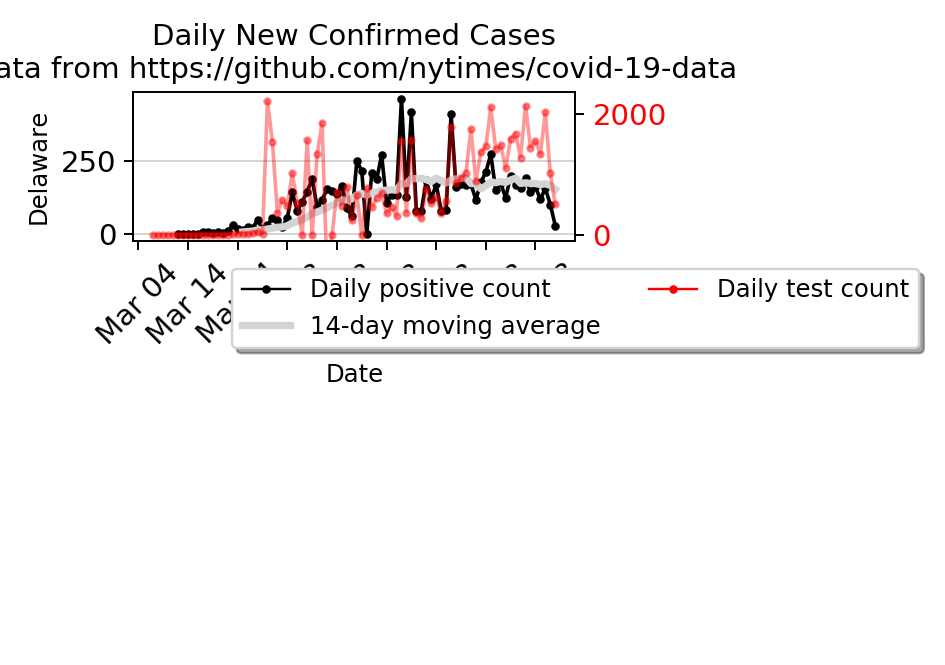 Daily New Confirmed Cases
ata from https://github.com/nytimes/covid-19-data
Delaware
250
0
2000
0
Mar 04
Mar 14
Daily positive count
Daily test count
14-day moving average
Date